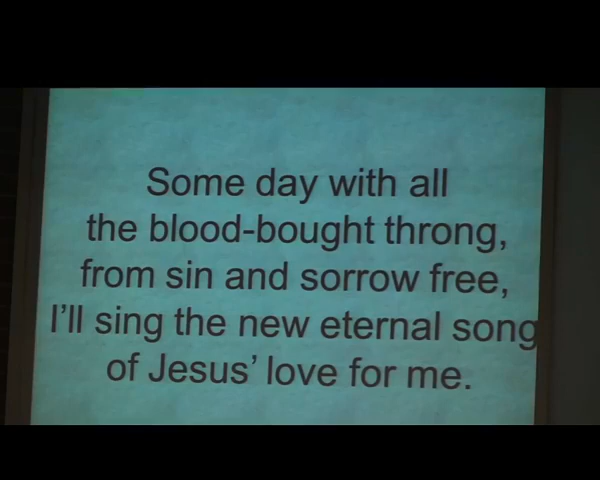 Some day with all
the blood-bought throng,
from sin and sorrow free,
I'll sing the new eternal song
of Jesus' love for me.